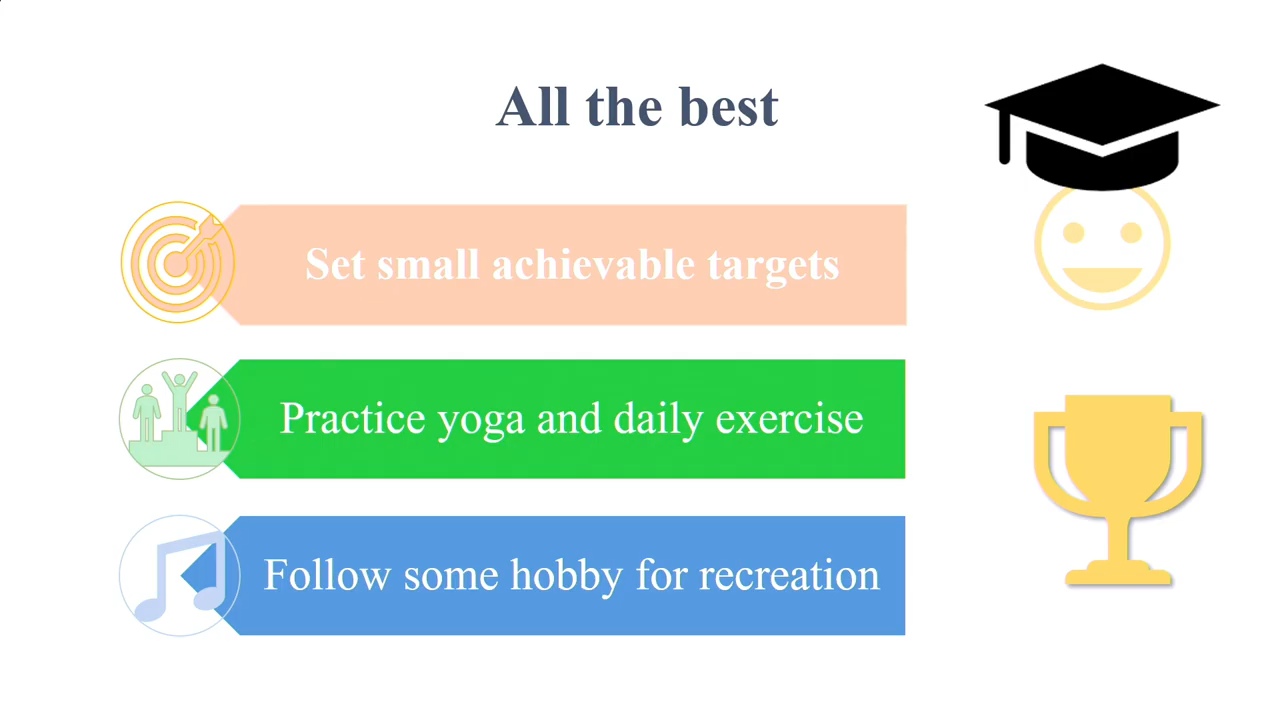 All the best
Set small achievable targets
Practice yoga and daily exercise
Follow some hobby for recreation